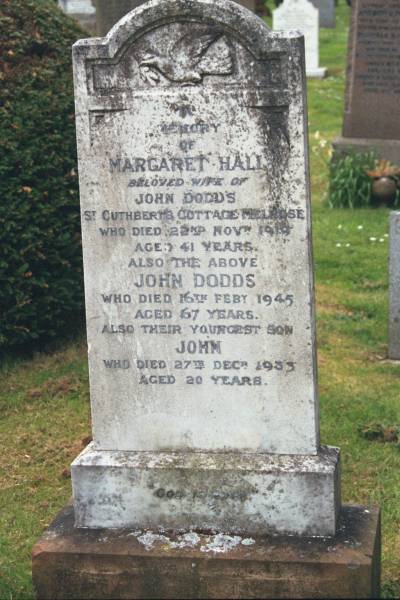 MEMORY
OF
MARGARET HALL
BELOVED WIFE OF
JOHN DODDS
ST CUTHBERTS COTTAGE MELROSE
WHO DIED 22ND NOVR
AGED 41 YEARS.
ALSO THE ABOVE
JOHN DODDS
WHO DIED 16TH FEBY 1945
AGED 67 YEARS.
ALSO THEIR YOUNGEST SON
JOHN
WHO DIED 27TH DECR 1933
AGED 20 YEARS.
GOD IS